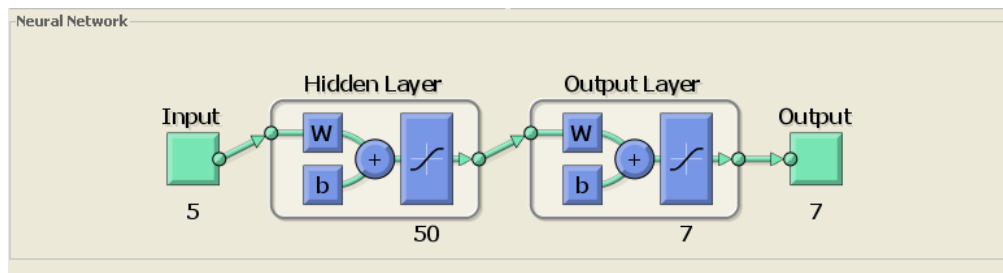 Neural Network
Hidden Layer
Output Layer
Input
Output
W
W
+
+
b
b
5
50
7
7